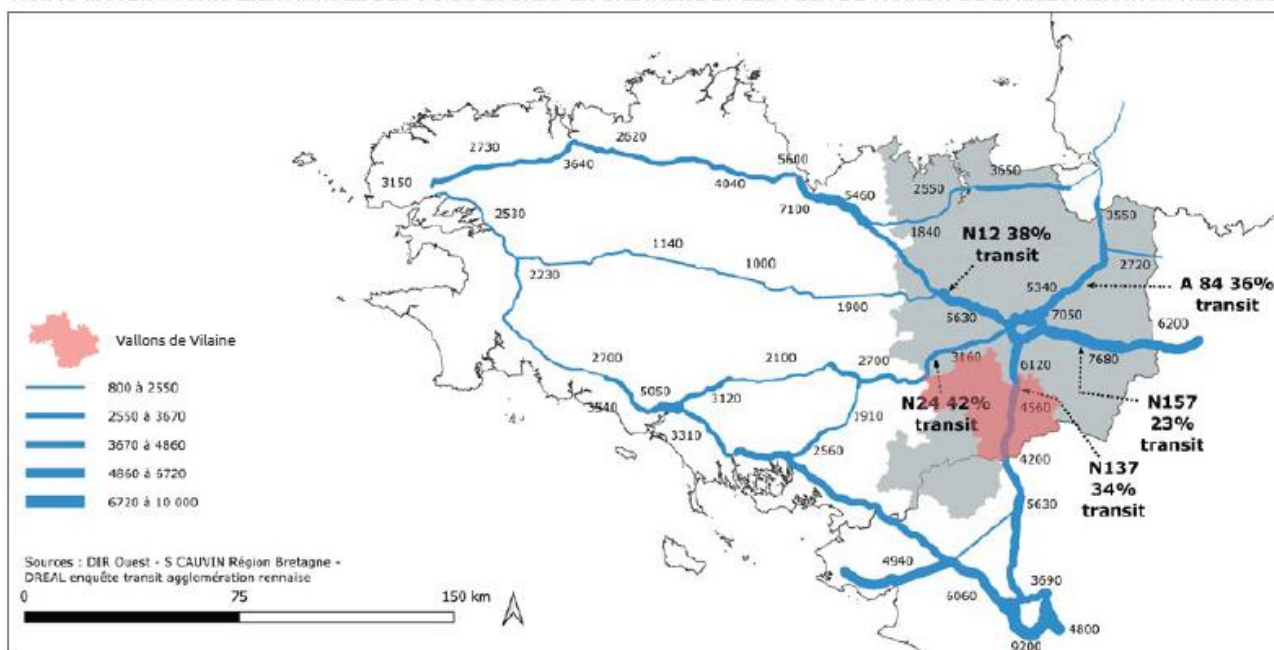 2730
2620
3150
3640
4040
5600
7100
5460
2550
3650
3550
2530
1840
N12 38%
transit
2720
2230
1140
1000
1900
A 84 36%
transit
5340
7050
5630
6200
Vallons de Vilaine
800 à 2550
2550 à 3670
3670 à 4860
4860 à 6720
6720 à 10 000
2700
2100
2700
3160
6120
7680
5050
3120
3540
1910
N24 42%
transit
4560
N157
23%
transit
3310
2560
4200
N137
34%
transit
5630
Sources : DIR Ouest - S CAUVIN Région Bretagne -
DREAL enquête transit agglomération rennaise
0 75 150 km
4940
6060
3690
4800
9200